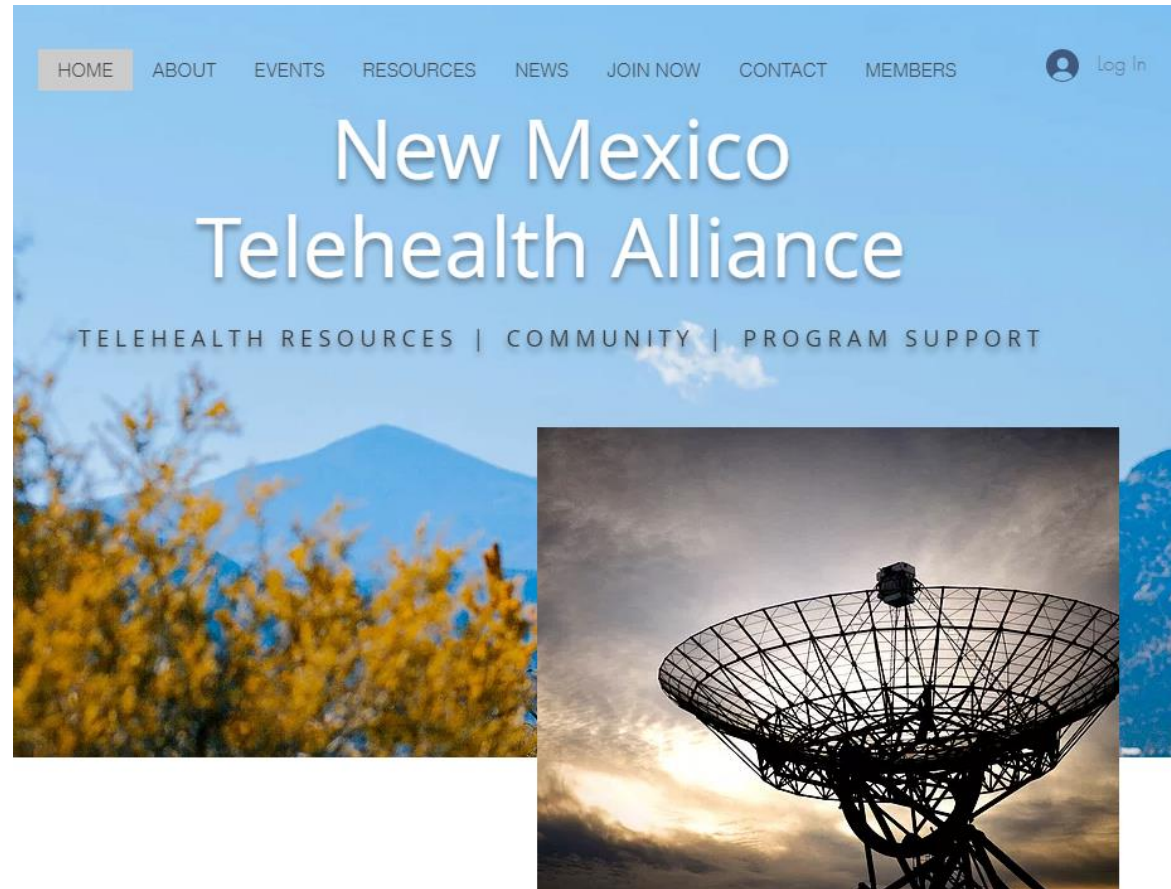 HOME ABOUT EVENTS RESOURCES NEWS JOIN NOW CONTACT MEMBERS Log In
New Mexico
Telehealth Alliance
TELEHEALTH RESOURCES | COMMUNITY | PROGRAM SUPPORT